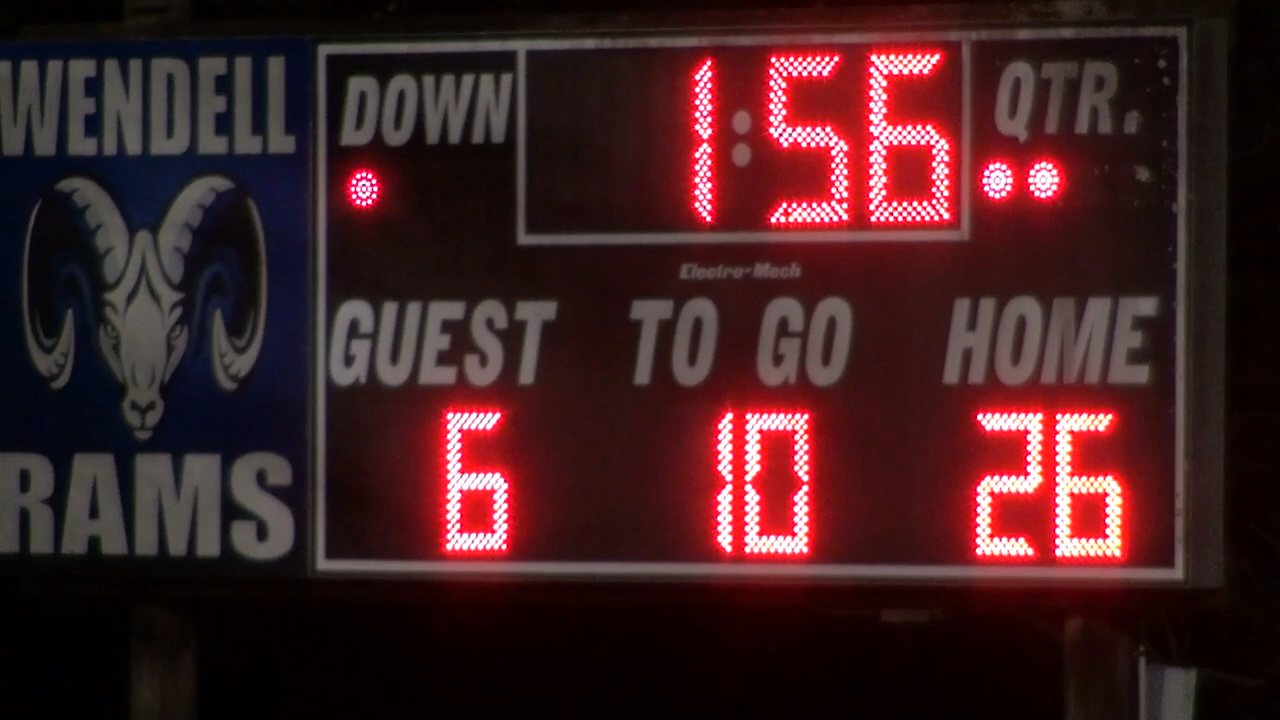 WENDELL
RAMS
DOWN 1:56 QTR.
Electro-Mech
GUEST TO GO HOME
6 10 26